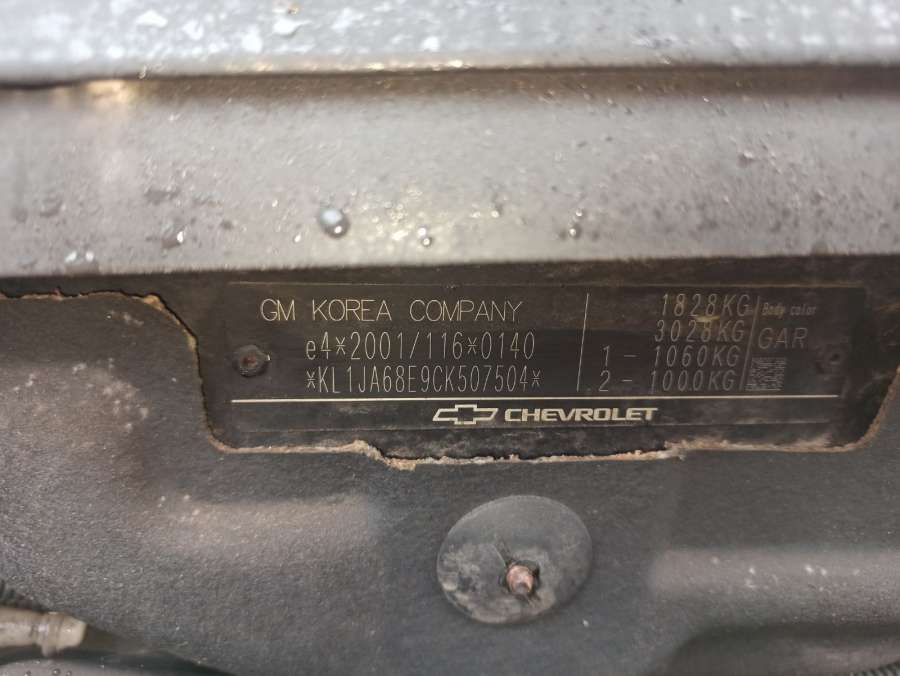 GM KOREA COMPANY
e4*2001/116*0140
*KL1JA68E9CK507504*
1828KG
3028KG
1 - 1060KG
2 - 1000KG
Body color
GAR
CHEVROLET